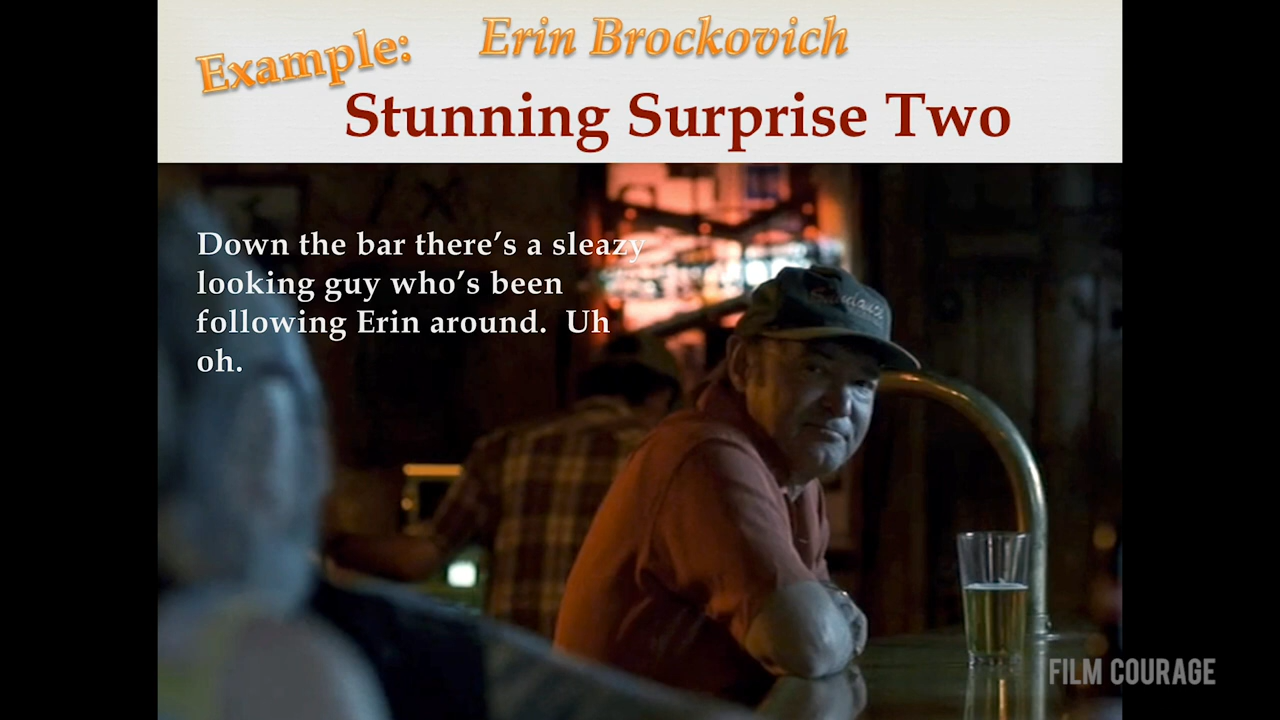 Example:
Erin Brockovich
Stunning Surprise Two
Down the bar there’s a sleazy
looking guy who’s been
following Erin around.  Uh
oh.
Sundance
FILM COURAGE